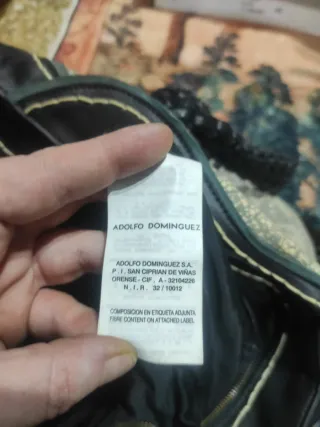 ADOLFO DOMINGUEZ
ADOLFO DOMINGUEZ S.A.
P.I. SAN CIPRIAN DE VIÑAS
ORENSE - CIF. A - 32104226
N.I.R. 32 / 10012
COMPOSICION EN ETIQUETA ADJUNTA
FIBRE CONTENT ON ATTACHED LABEL